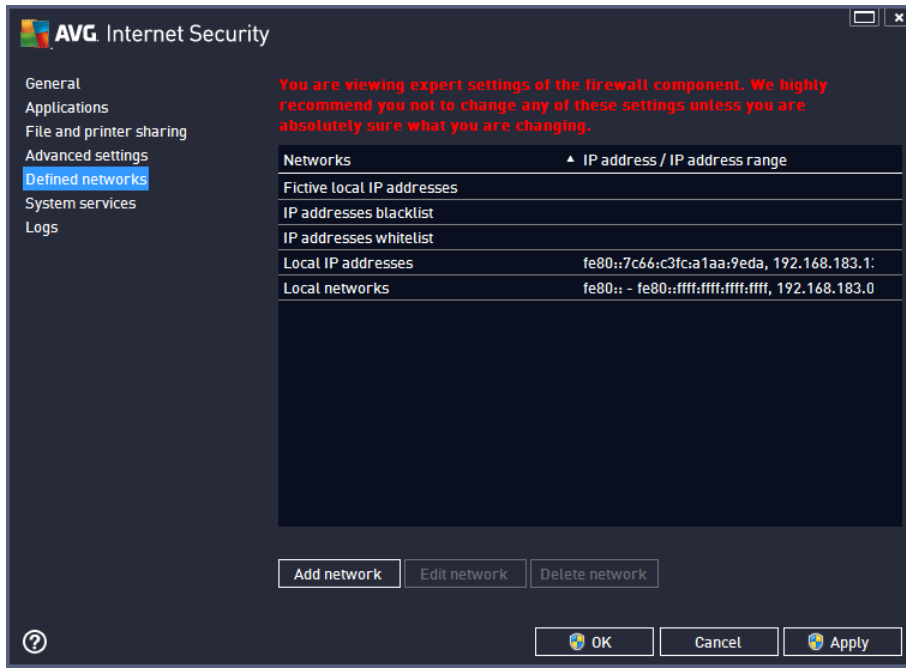 AVG. Internet Security
General
Applications
File and printer sharing
Advanced settings
Defined networks
System services
Logs
You are viewing expert settings of the firewall component. We highly
recommend you not to change any of these settings unless you are
absolutely sure what you are changing.
Networks IP address / IP address range
Fictive local IP addresses
IP addresses blacklist
IP addresses whitelist
Local IP addresses fe80::7c66:c3fc:a1aa:9eda, 192.168.183.1
Local networks fe80:: - fe80::ffff:ffff:ffff:ffff, 192.168.183.0
Add network Edit network Delete network
OK Cancel Apply